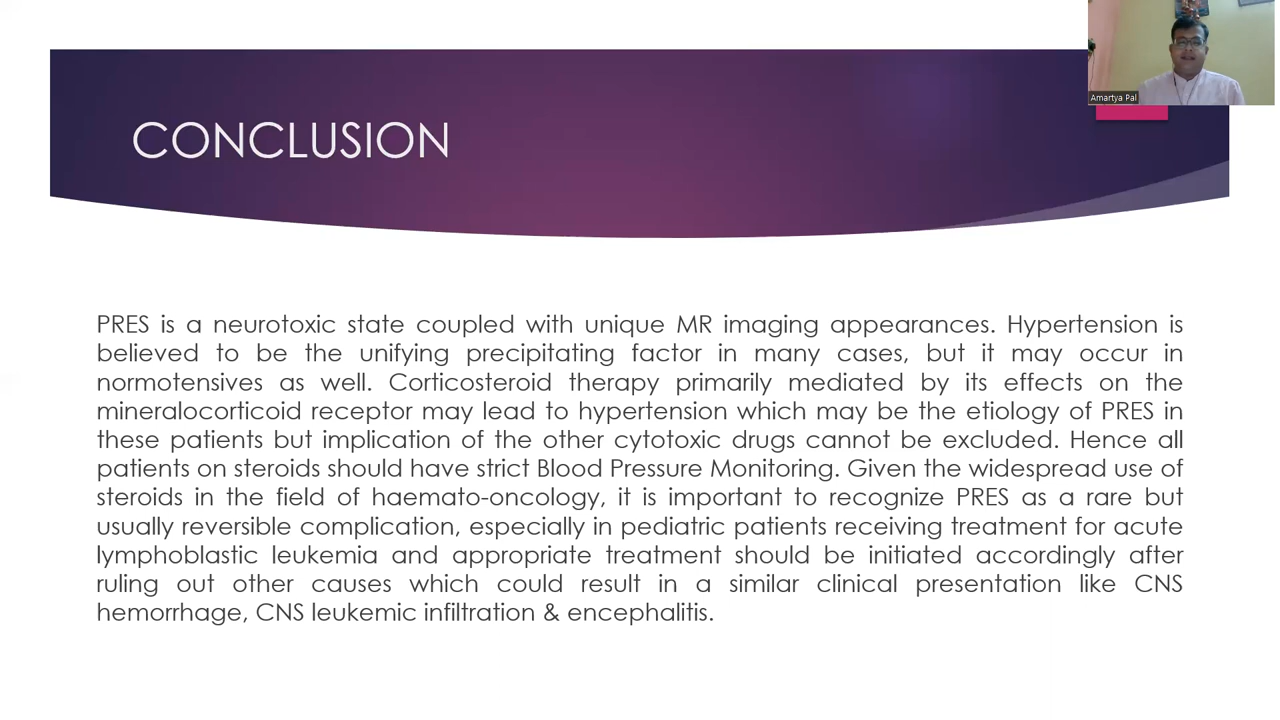 Amartya Pal
CONCLUSION
PRES is a neurotoxic state coupled with unique MR imaging appearances. Hypertension is
believed to be the unifying precipitating factor in many cases, but it may occur in
normotensives as well. Corticosteroid therapy primarily mediated by its effects on the
mineralocorticoid receptor may lead to hypertension which may be the etiology of PRES in
these patients but implication of the other cytotoxic drugs cannot be excluded. Hence all
patients on steroids should have strict Blood Pressure Monitoring. Given the widespread use of
steroids in the field of haemato-oncology, it is important to recognize PRES as a rare but
usually reversible complication, especially in pediatric patients receiving treatment for acute
lymphoblastic leukemia and appropriate treatment should be initiated accordingly after
ruling out other causes which could result in a similar clinical presentation like CNS
hemorrhage, CNS leukemic infiltration & encephalitis.